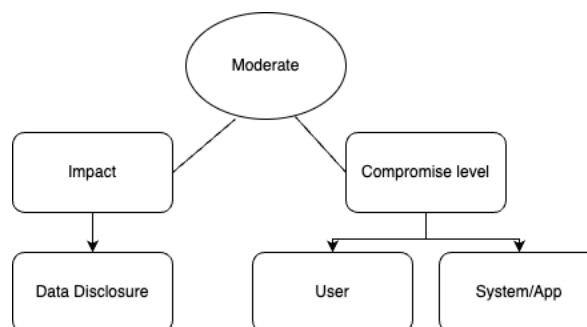 Moderate
Impact
Compromise level
Data Disclosure
User
System/App